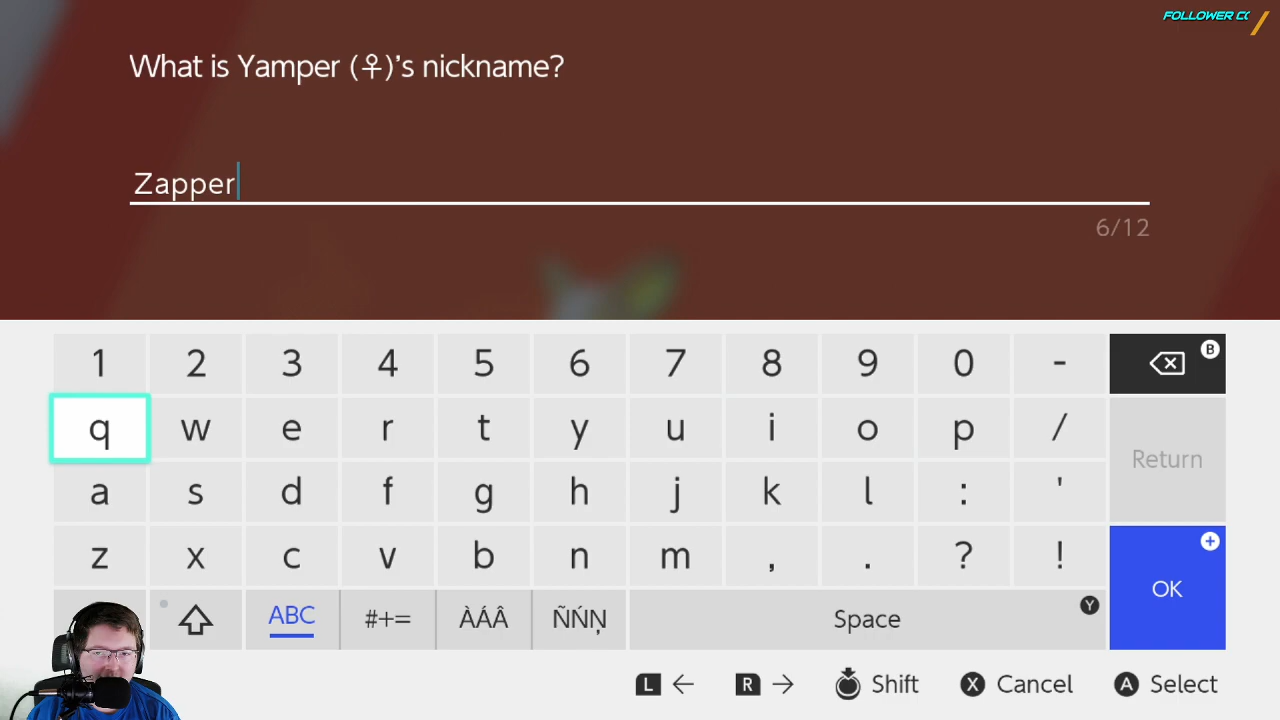 FOLLOWER CO
What is Yamper (♀)'s nickname?
Zapper
6/12
1 2 3 4 5 6 7 8 9 0 - B
q w e r t y u i o p / Return
a s d f g h j k l : '
z x c v b n m , . ? ! +
ABC #+= ÀÁÂ ÑŃŅ Space Y OK
L ← R → Shift X Cancel A Select